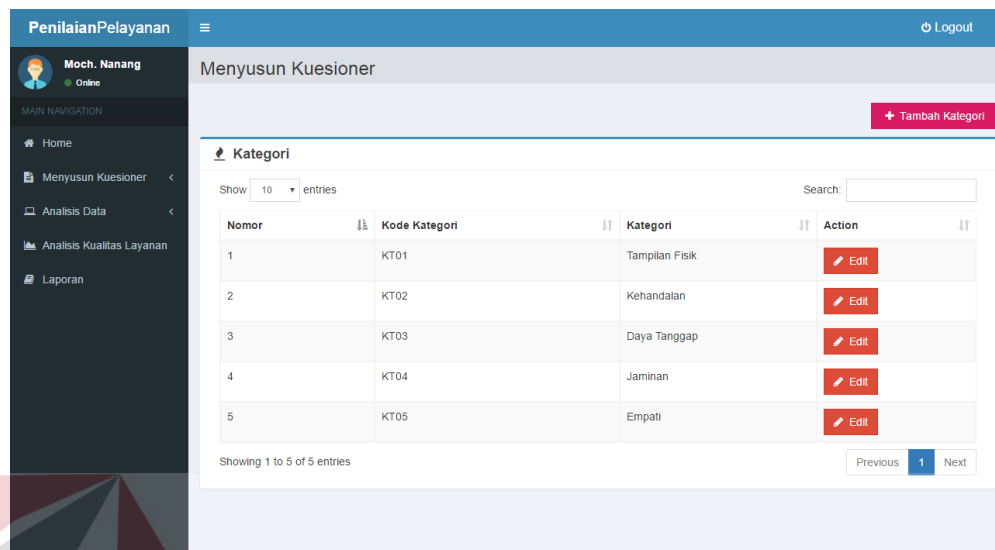 PenilaianPelayanan
Logout
Moch. Nanang
Online
Menyusun Kuesioner
MAIN NAVIGATION
+ Tambah Kategori
Home
Menyusun Kuesioner
Analisis Data
Analisis Kualitas Layanan
Laporan
Kategori
Show 10 entries Search:
Nomor Kode Kategori Kategori Action
1 KT01 Tampilan Fisik Edit
2 KT02 Kehandalan Edit
3 KT03 Daya Tanggap Edit
4 KT04 Jaminan Edit
5 KT05 Empati Edit
Showing 1 to 5 of 5 entries Previous 1 Next